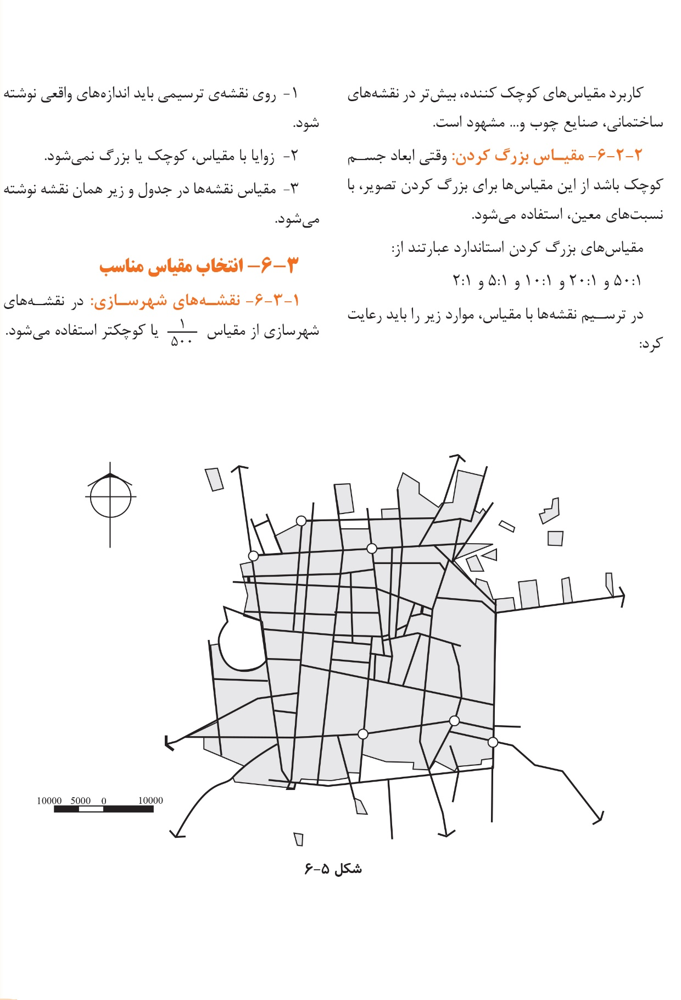 کاربرد مقیاس‌های کوچک کننده، بیش‌تر در نقشه‌های
ساختمانی، صنایع چوب و... مشهود است.
۶-۲-۲- مقیاس بزرگ کردن: وقتی ابعاد جسم
کوچک باشد از این مقیاس‌ها برای بزرگ کردن تصویر، با
نسبت‌های معین، استفاده می‌شود.
مقیاس‌های بزرگ کردن استاندارد عبارتند از:
۵۰:۱ و ۲۰:۱ و ۱۰:۱ و ۵:۱ و ۲:۱
در ترسیم نقشه‌ها با مقیاس، موارد زیر را باید رعایت
کرد:
۱- روی نقشه‌ی ترسیمی باید اندازه‌های واقعی نوشته
شود.
۲- زوایا با مقیاس، کوچک یا بزرگ نمی‌شود.
۳- مقیاس نقشه‌ها در جدول و زیر همان نقشه نوشته
می‌شود.
۶-۳- انتخاب مقیاس مناسب
۶-۳-۱- نقشه‌های شهرسازی: در نقشه‌های
شهرسازی از مقیاس ۱/۵۰۰ یا کوچکتر استفاده می‌شود.
10000 5000 0 10000
شکل ۵-۶